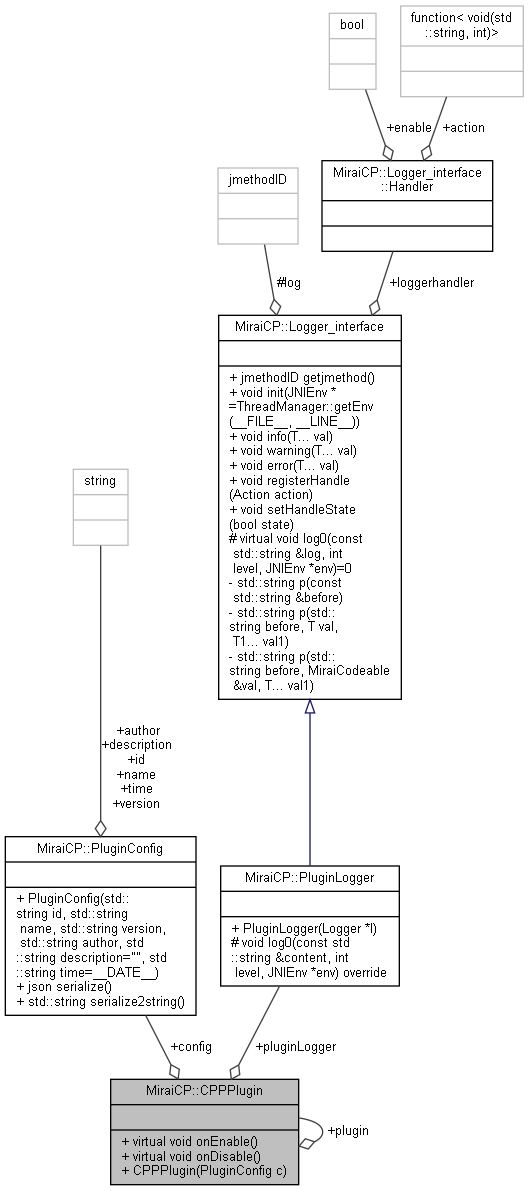 bool
function< void(std
::string, int)>
+enable
+action
jmethodID
MiraiCP::Logger_interface
::Handler
#log
+loggerhandler
MiraiCP::Logger_interface
+ jmethodID getjmethod()
+ void init(JNIEnv *
=ThreadManager::getEnv
(__FILE__, __LINE__))
+ void info(T... val)
+ void warning(T... val)
+ void error(T... val)
+ void registerHandle
(Action action)
+ void setHandleState
(bool state)
# virtual void log0(const
std::string &log, int
level, JNIEnv *env)=0
- std::string p(const
std::string &before)
- std::string p(std::
string before, T val,
T1... val1)
- std::string p(std::
string before, MiraiCodeable
&val, T... val1)
string
+author
+description
+id
+name
+time
+version
MiraiCP::PluginConfig
+ PluginConfig(std::
string id, std::string
name, std::string version,
std::string author, std
::string description="", std
::string time=__DATE__)
+ json serialize()
+ std::string serialize2string()
MiraiCP::PluginLogger
+ PluginLogger(Logger *l)
# void log0(const std
::string &content, int
level, JNIEnv *env) override
+config
+pluginLogger
MiraiCP::CPPPlugin
+ virtual void onEnable()
+ virtual void onDisable()
+ CPPPlugin(PluginConfig c)
+plugin